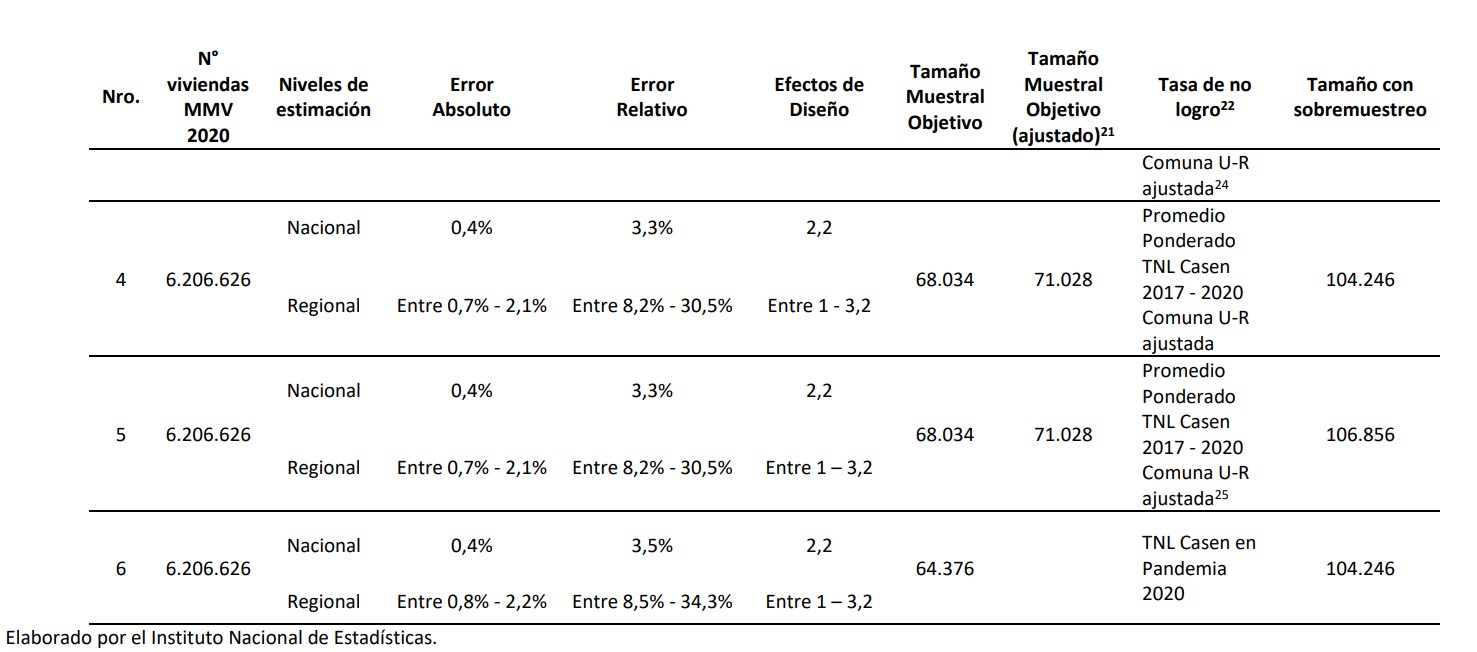 Nro.
N°
viviendas
MMV
2020
Niveles de
estimación
Error
Absoluto
Error
Relativo
Efectos de
Diseño
Tamaño
Muestral
Objetivo
Tamaño
Muestral
Objetivo
(ajustado)21
Tasa de no
logro22
Tamaño con
sobremuestreo
Comuna U-R
ajustada24
4
6.206.626
Nacional
0,4%
3,3%
2,2
Regional
Entre 0,7% - 2,1%
Entre 8,2% - 30,5%
Entre 1 - 3,2
68.034
71.028
Promedio
Ponderado
TNL Casen
2017 - 2020
Comuna U-R
ajustada
104.246
5
6.206.626
Nacional
0,4%
3,3%
2,2
Regional
Entre 0,7% - 2,1%
Entre 8,2% - 30,5%
Entre 1 – 3,2
68.034
71.028
Promedio
Ponderado
TNL Casen
2017 - 2020
Comuna U-R
ajustada25
106.856
6
6.206.626
Nacional
0,4%
3,5%
2,2
Regional
Entre 0,8% - 2,2%
Entre 8,5% - 34,3%
Entre 1 – 3,2
64.376
TNL Casen en
Pandemia
2020
104.246
Elaborado por el Instituto Nacional de Estadísticas.